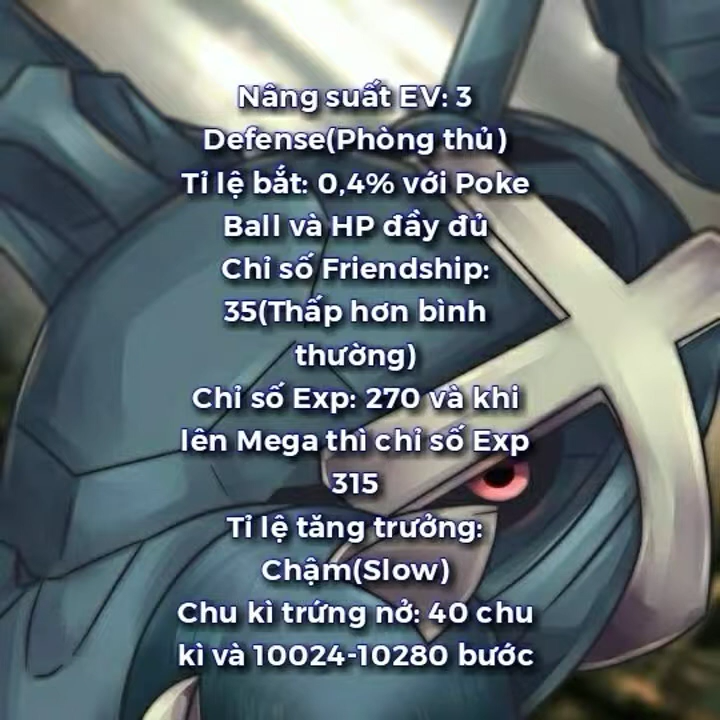 Nâng suất EV: 3
Defense(Phòng thủ)
Tỉ lệ bắt: 0,4% với Poke
Ball và HP đầy đủ
Chỉ số Friendship:
35(Thấp hơn bình
thường)
Chỉ số Exp: 270 và khi
lên Mega thì chỉ số Exp
315
Tỉ lệ tăng trưởng:
Chậm(Slow)
Chu kì trứng nở: 40 chu
kì và 10024-10280 bước